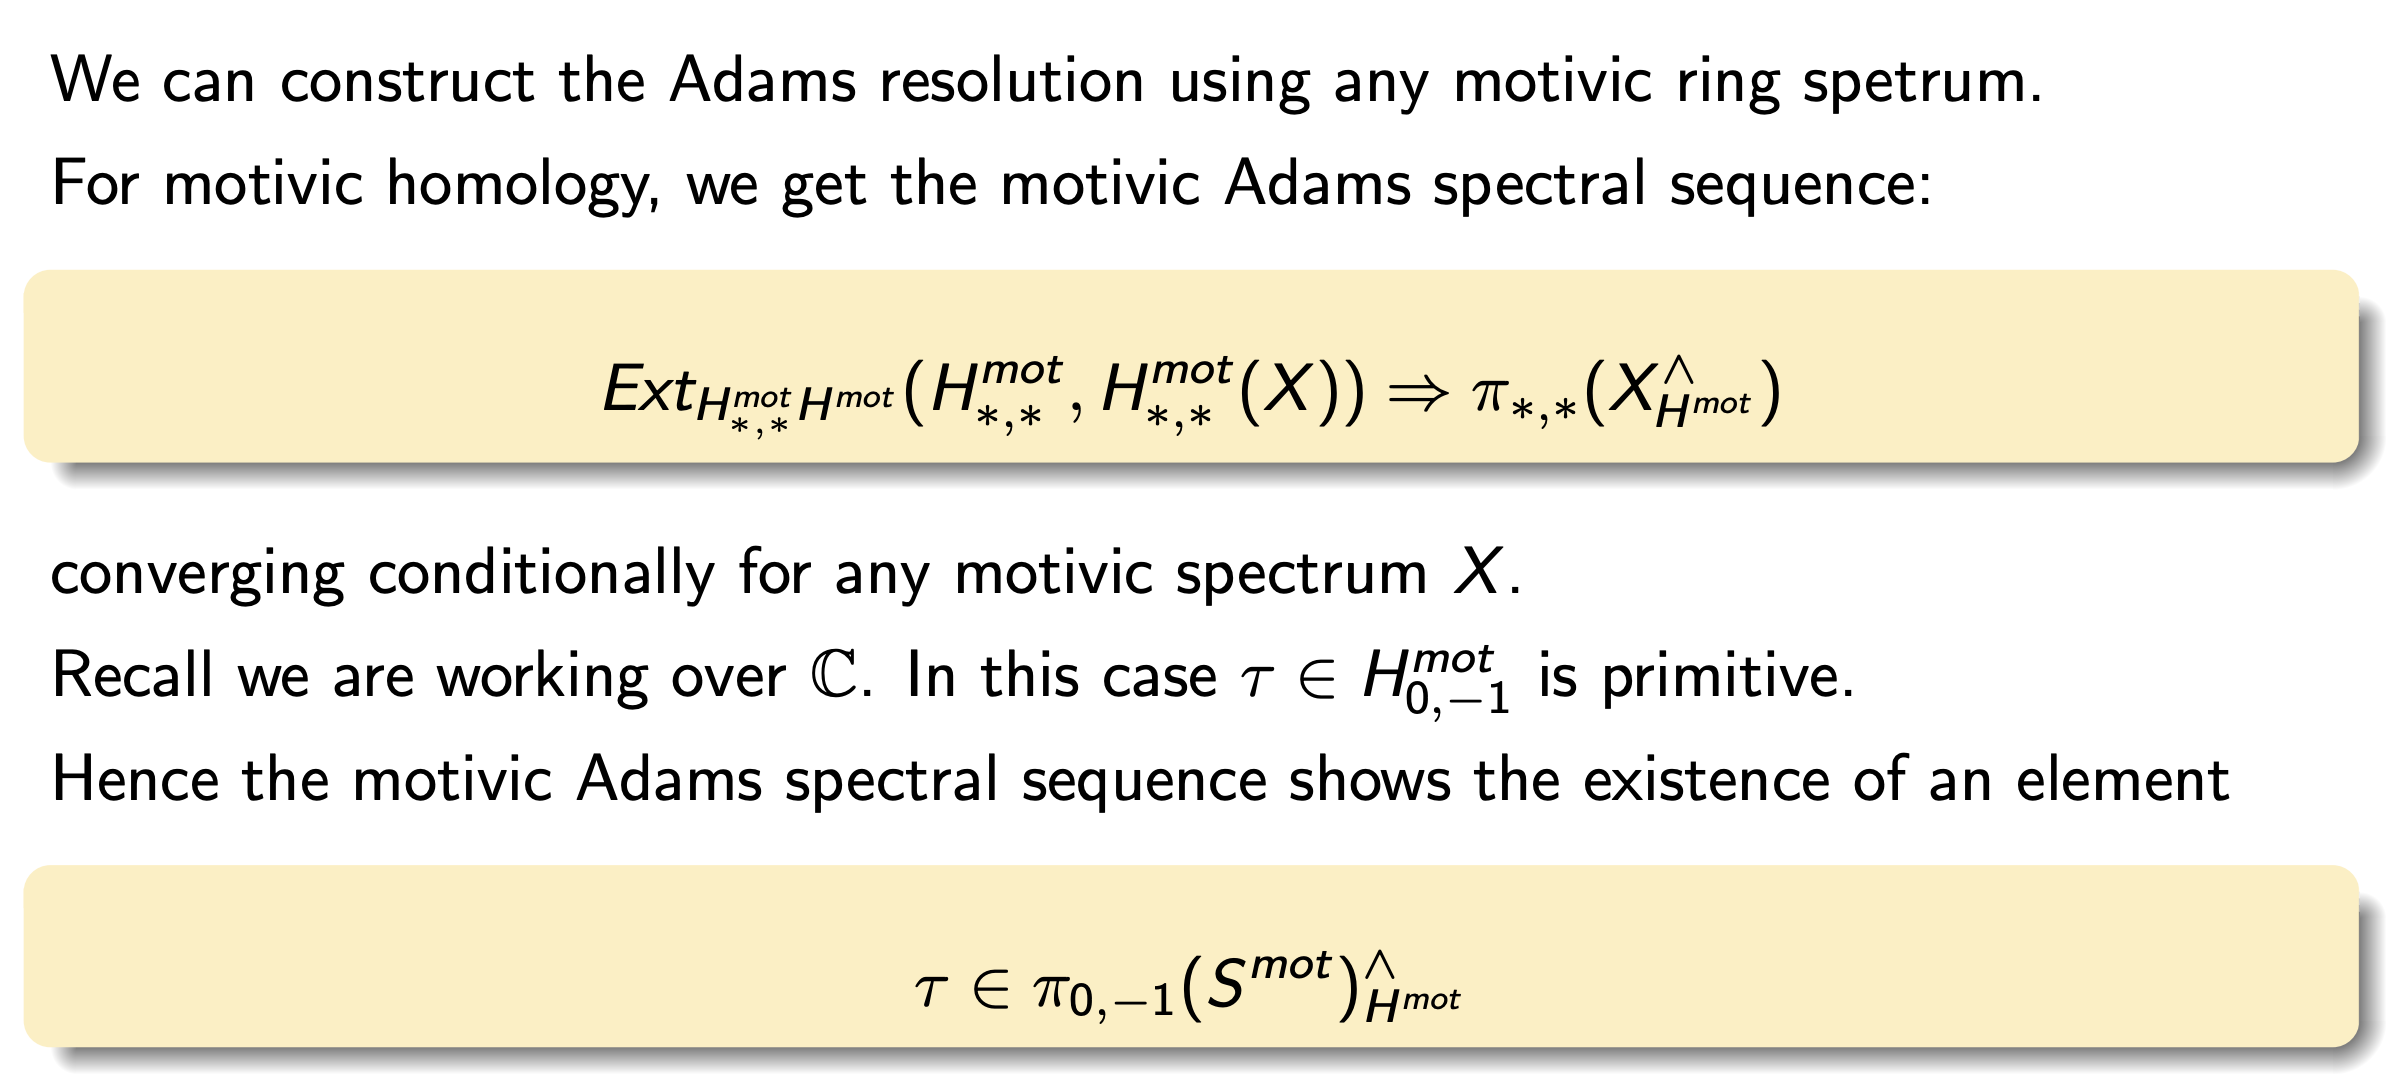 We can construct the Adams resolution using any motivic ring spetrum.
For motivic homology, we get the motivic Adams spectral sequence:
$Ext_{H^{mot}_{*,*}H^{mot}}(H^{mot}_{*,*}, H^{mot}_{*,*}(X)) \Rightarrow \pi_{*,*}(X^{\wedge}_{H^{mot}})$
converging conditionally for any motivic spectrum $X$.
Recall we are working over $\mathbb{C}$. In this case $\tau \in H^{mot}_{0,-1}$ is primitive.
Hence the motivic Adams spectral sequence shows the existence of an element
$\tau \in \pi_{0,-1}(S^{mot})^{\wedge}_{H^{mot}}$